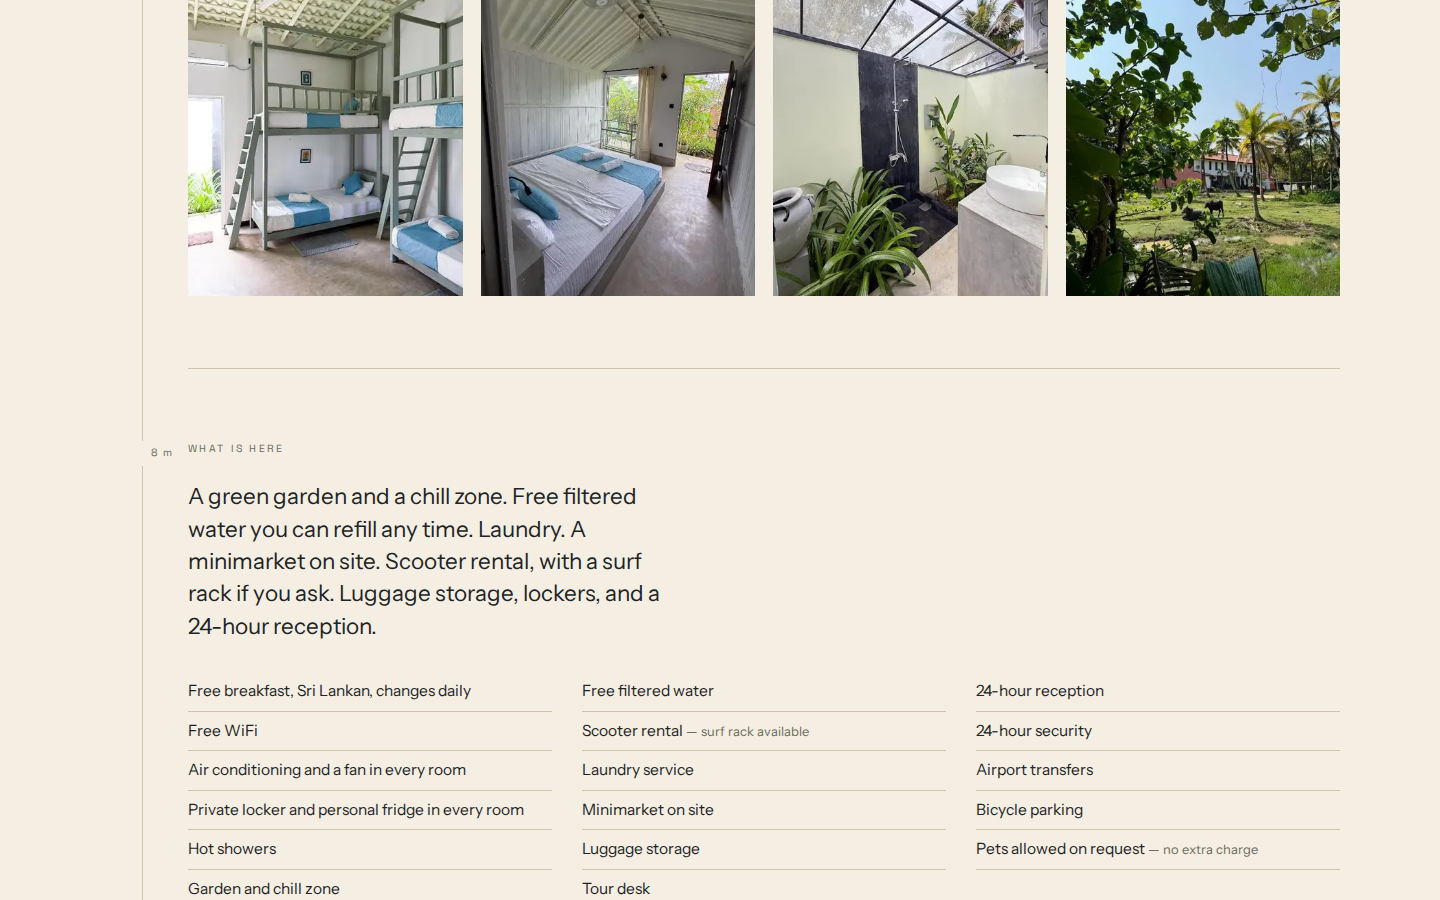 8 m
WHAT IS HERE
A green garden and a chill zone. Free filtered
water you can refill any time. Laundry. A
minimarket on site. Scooter rental, with a surf
rack if you ask. Luggage storage, lockers, and a
24-hour reception.
Free breakfast, Sri Lankan, changes daily
Free WiFi
Air conditioning and a fan in every room
Private locker and personal fridge in every room
Hot showers
Garden and chill zone
Free filtered water
Scooter rental — surf rack available
Laundry service
Minimarket on site
Luggage storage
Tour desk
24-hour reception
24-hour security
Airport transfers
Bicycle parking
Pets allowed on request — no extra charge